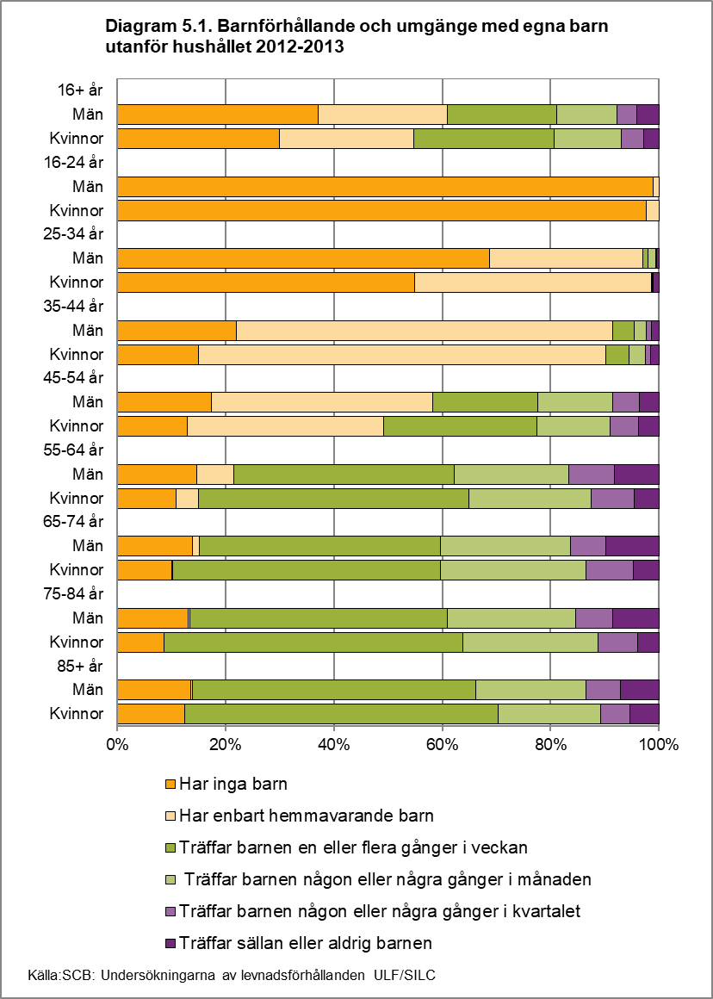 Diagram 5.1. Barnförhållande och umgänge med egna barn
utanför hushållet 2012-2013
16+ år
Män
Kvinnor
16-24 år
Män
Kvinnor
25-34 år
Män
Kvinnor
35-44 år
Män
Kvinnor
45-54 år
Män
Kvinnor
55-64 år
Män
Kvinnor
65-74 år
Män
Kvinnor
75-84 år
Män
Kvinnor
85+ år
Män
Kvinnor
0% 20% 40% 60% 80% 100%
Har inga barn
Har enbart hemmavarande barn
Träffar barnen en eller flera gånger i veckan
Träffar barnen någon eller några gånger i månaden
Träffar barnen någon eller några gånger i kvartalet
Träffar sällan eller aldrig barnen
Källa:SCB: Undersökningarna av levnadsförhållanden ULF/SILC